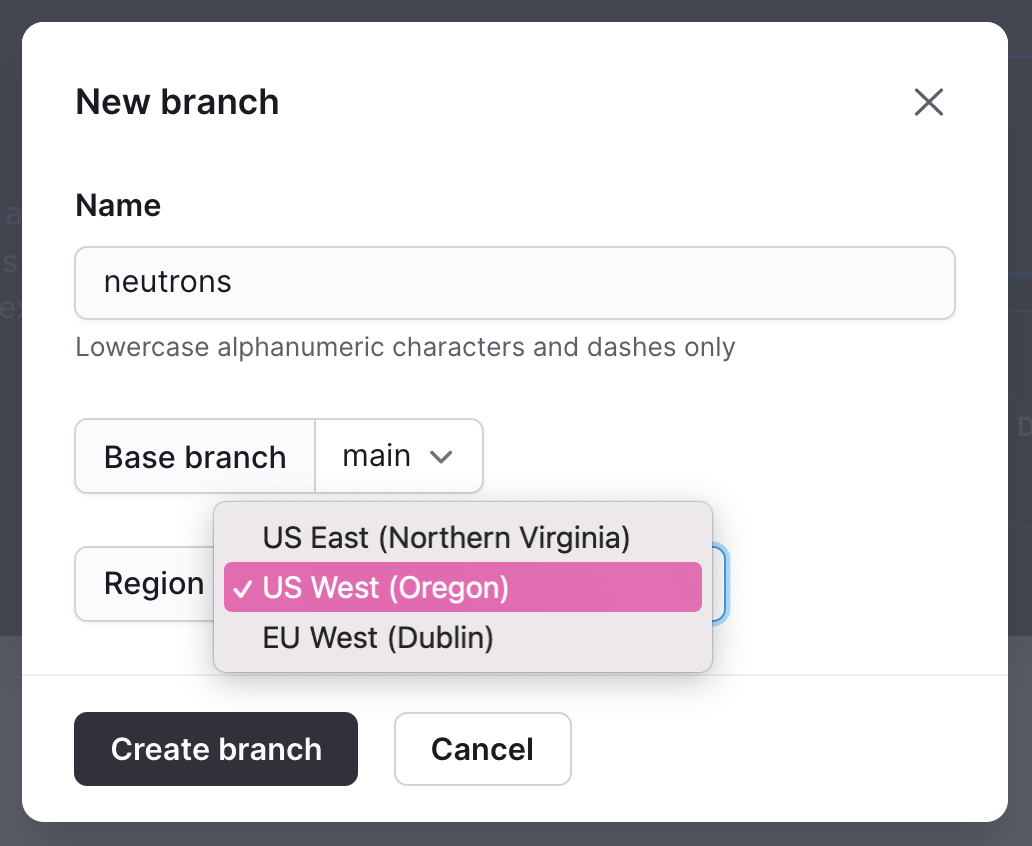 New branch
Name
neutrons
Lowercase alphanumeric characters and dashes only
Base branch main
US East (Northern Virginia)
Region ✓ US West (Oregon)
EU West (Dublin)
Create branch Cancel